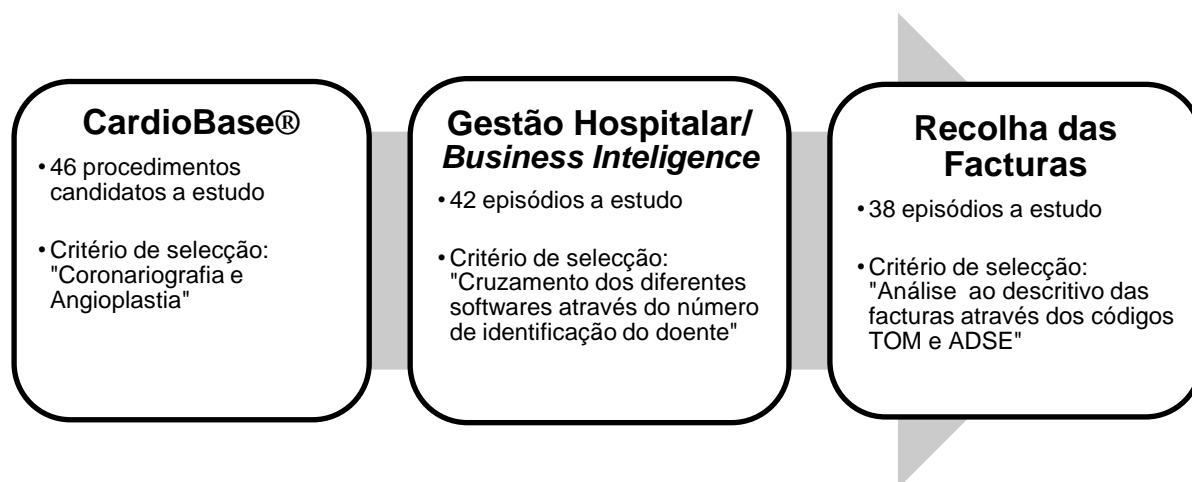 CardioBase®
• 46 procedimentos
candidatos a estudo
• Critério de selecção:
"Coronariografia e
Angioplastia"
Gestão Hospitalar/
Business Inteligence
• 42 episódios a estudo
• Critério de selecção:
"Cruzamento dos diferentes
softwares através do número
de identificação do doente"
Recolha das
Facturas
• 38 episódios a estudo
• Critério de selecção:
"Análise ao descritivo das
facturas através dos códigos
TOM e ADSE"